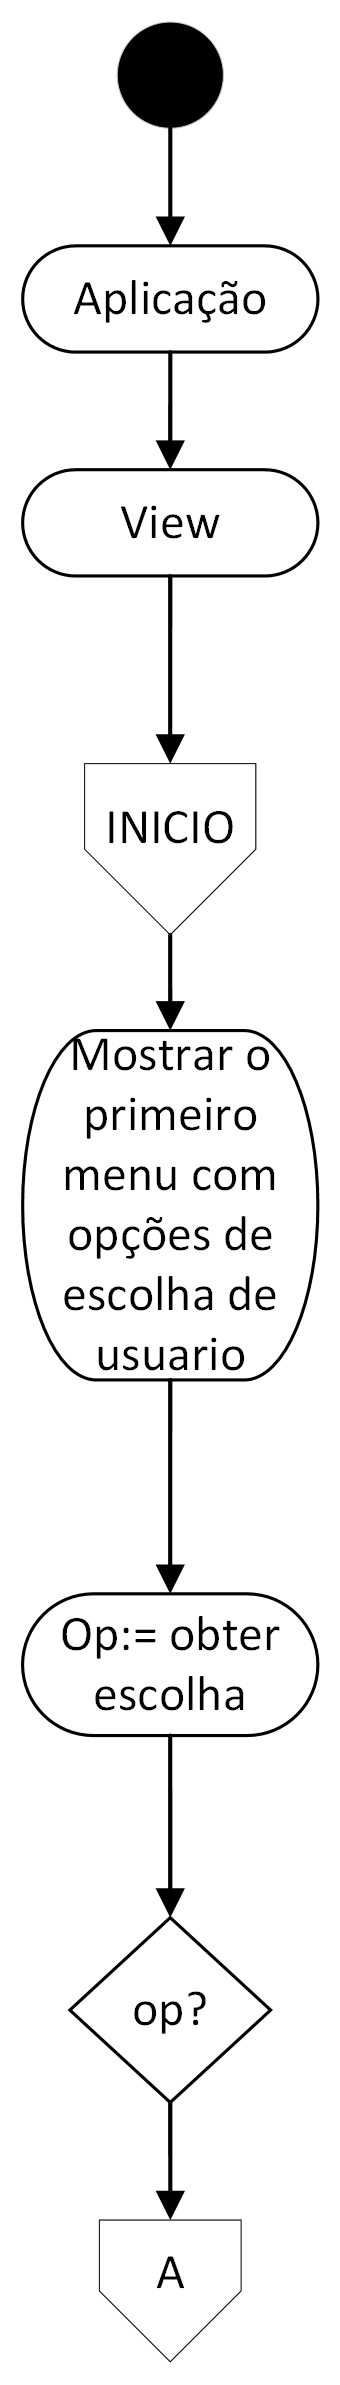 Aplicação
View
INICIO
Mostrar o
primeiro
menu com
opções de
escolha de
usuario
Op:= obter
escolha
op?
A